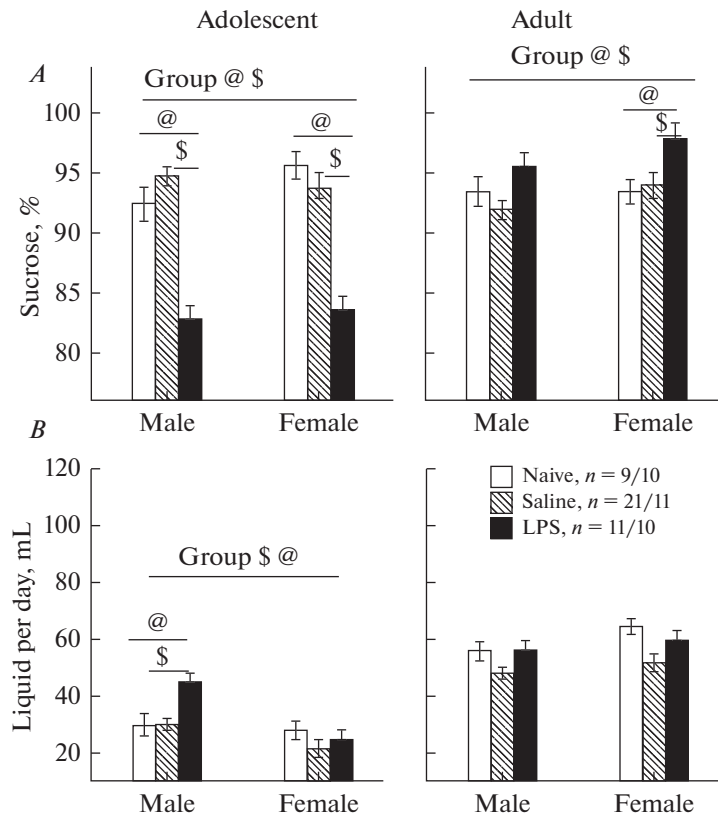 Adolescent
Adult
A
Group @ $
Group @ $
100
@
@
@
$
$
$
95
90
85
80
Sucrose, %
Male
Female
Male
Female
B
120
100
80
60
40
20
Liquid per day, mL
Naive, n = 9/10
Saline, n = 21/11
LPS, n = 11/10
Group $ @
@
$
Male
Female
Male
Female